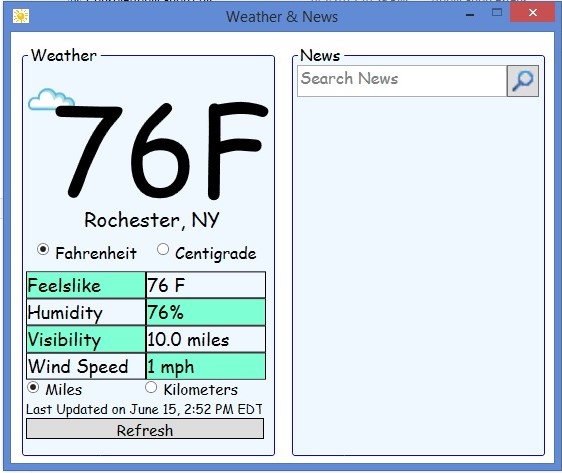 Weather & News
Weather
76F
Rochester, NY
Fahrenheit Centigrade
Feelslike 76 F
Humidity 76%
Visibility 10.0 miles
Wind Speed 1 mph
Miles Kilometers
Last Updated on June 15, 2:52 PM EDT
Refresh
News
Search News